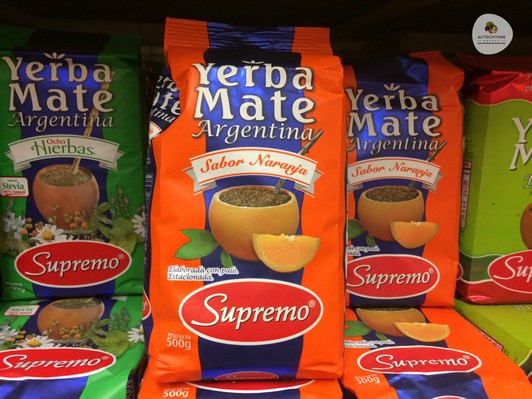 AUTOCHTONE
Yerba
Mate
Argentina
Ocho
Hierbas
Stevia
Supremo®
Supremo
Yerba
Mate
Argentina
Sabor Naranja
Elaborada con palo.
Estacionada.
Supremo®
500g
Yerba
Mate
Argentina
Sabor Naranja
Supremo®
Supremo®
500g
Supremo
500g